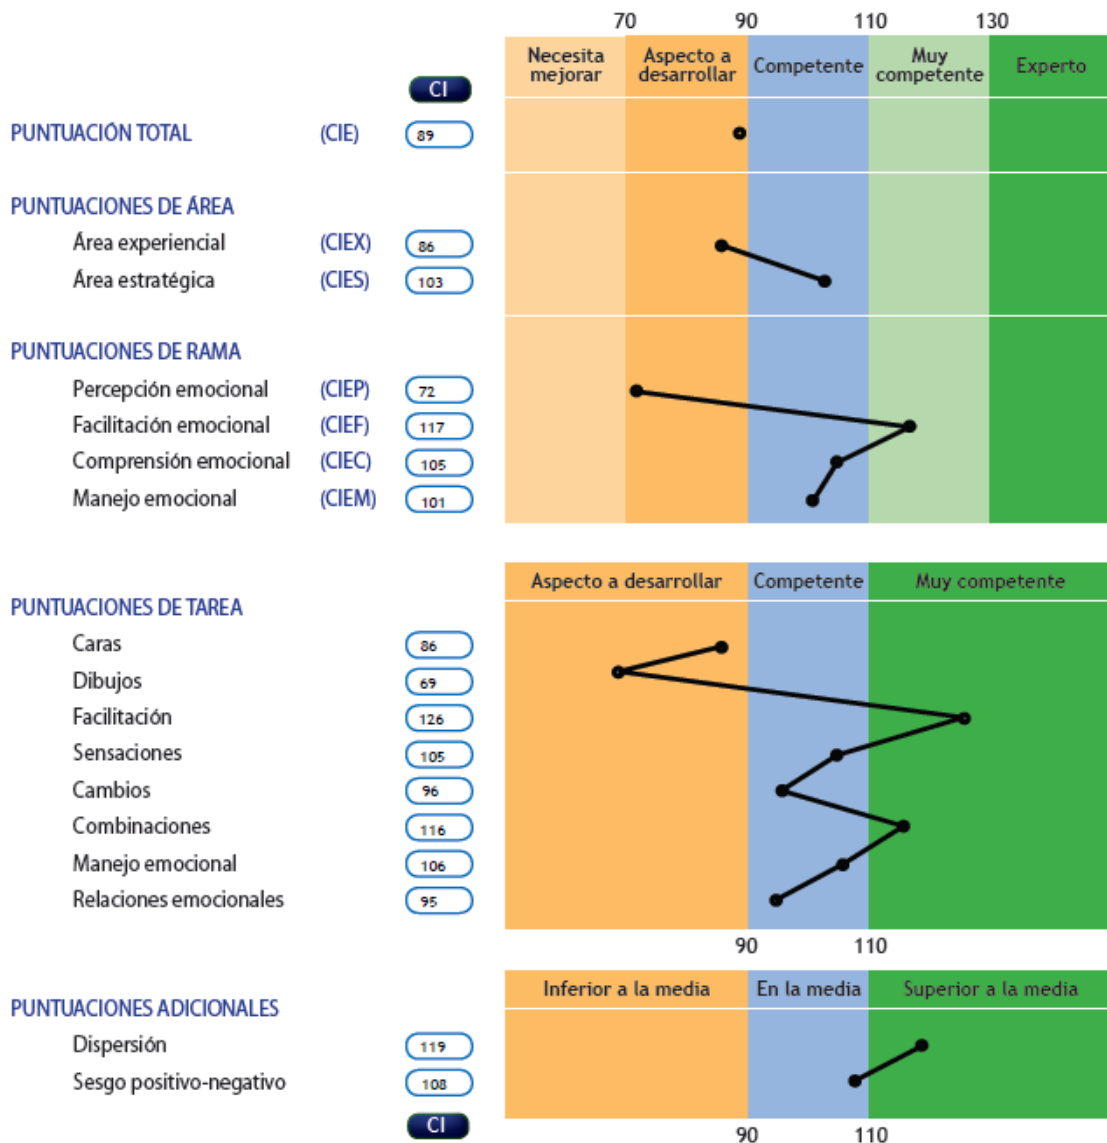 70 90 110 130
Necesita mejorar Aspecto a desarrollar Competente Muy competente Experto
CI
PUNTUACIÓN TOTAL (CIE) 89
PUNTUACIONES DE ÁREA
Área experiencial (CIEX) 86
Área estratégica (CIES) 103
PUNTUACIONES DE RAMA
Percepción emocional (CIEP) 72
Facilitación emocional (CIEF) 117
Comprensión emocional (CIEC) 105
Manejo emocional (CIEM) 101
Aspecto a desarrollar Competente Muy competente
PUNTUACIONES DE TAREA
Caras 86
Dibujos 69
Facilitación 126
Sensaciones 105
Cambios 96
Combinaciones 116
Manejo emocional 106
Relaciones emocionales 95
90 110
Inferior a la media En la media Superior a la media
PUNTUACIONES ADICIONALES
Dispersión 119
Sesgo positivo-negativo 108
CI
90 110